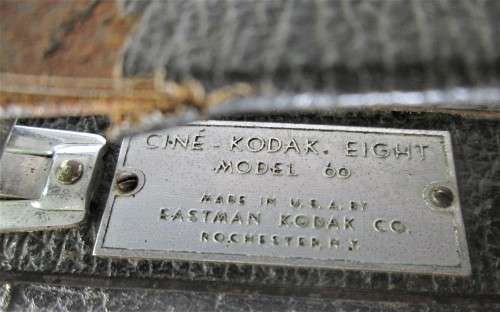 CINÉ-KODAK. EIGHT
MODEL 60
MADE IN U.S.A. BY
EASTMAN KODAK CO.
ROCHESTER, N.Y.